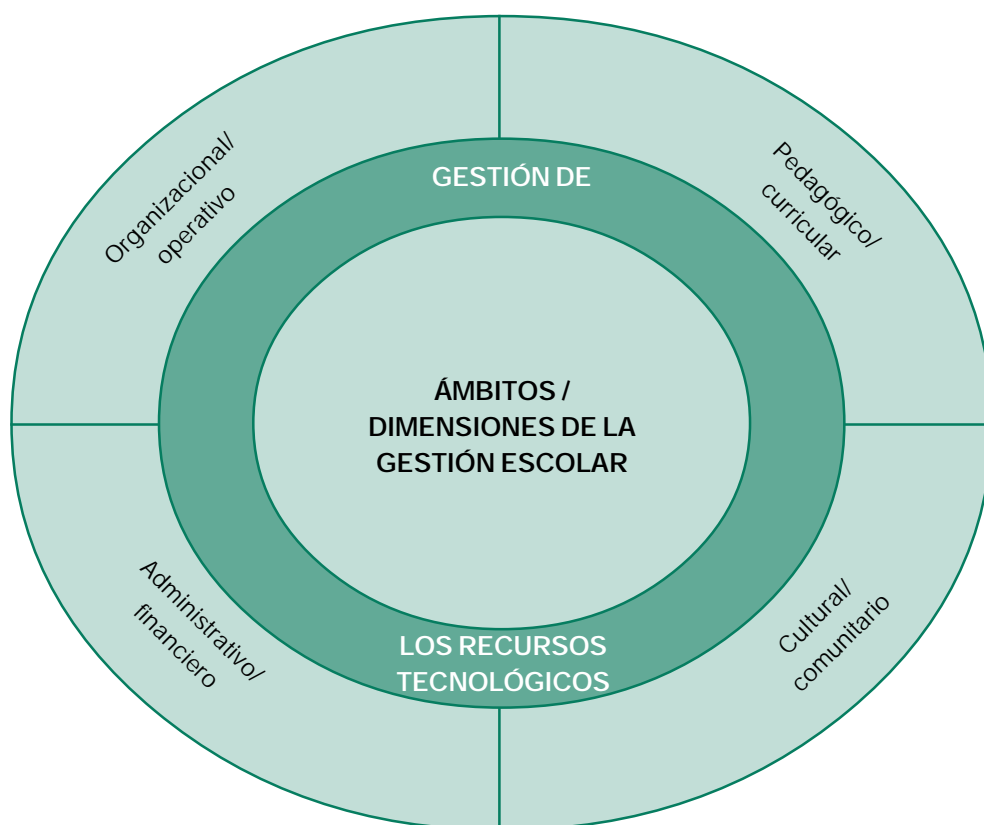 Organizacional/
operativo
GESTIÓN DE
Pedagógico/
curricular
ÁMBITOS /
DIMENSIONES DE LA
GESTIÓN ESCOLAR
Administrativo/
financiero
LOS RECURSOS
TECNOLÓGICOS
Cultural/
comunitario